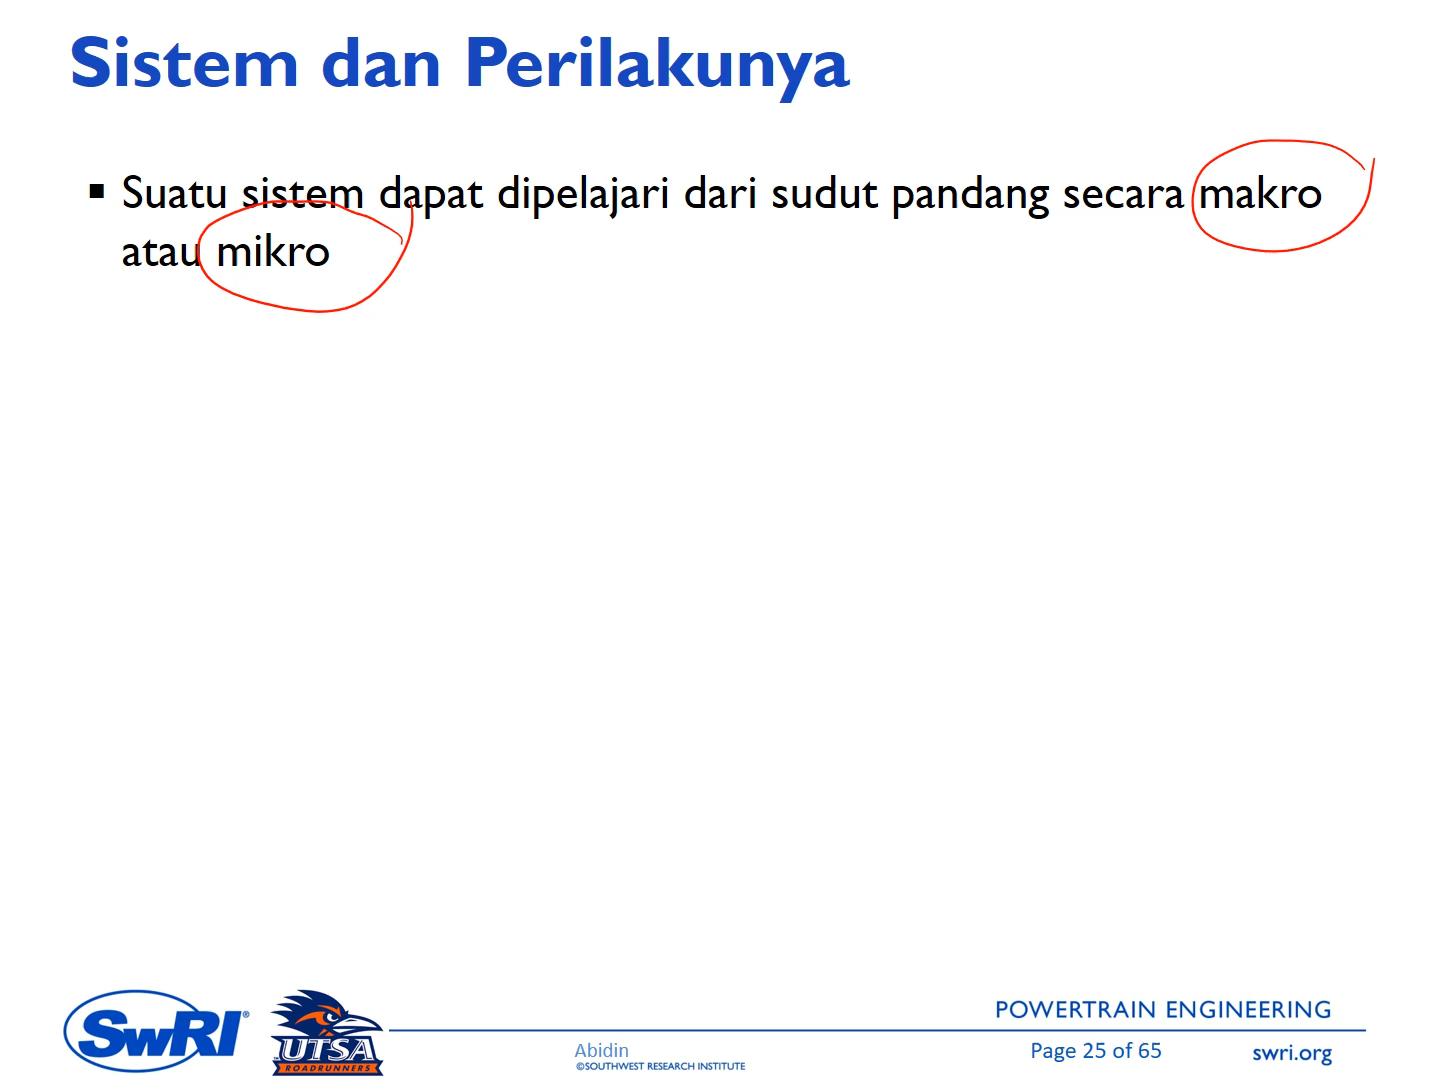 Sistem dan Perilakunya
▪ Suatu sistem dapat dipelajari dari sudut pandang secara makro
atau mikro
SwRI®
UTSA
ROADRUNNERS
POWERTRAIN ENGINEERING
Abidin
©SOUTHWEST RESEARCH INSTITUTE
Page 25 of 65
swri.org